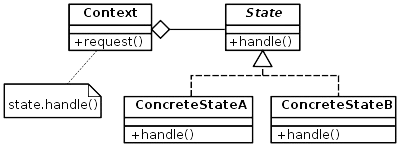 Context
+request()
State
+handle()
state.handle()
ConcreteStateA
+handle()
ConcreteStateB
+handle()